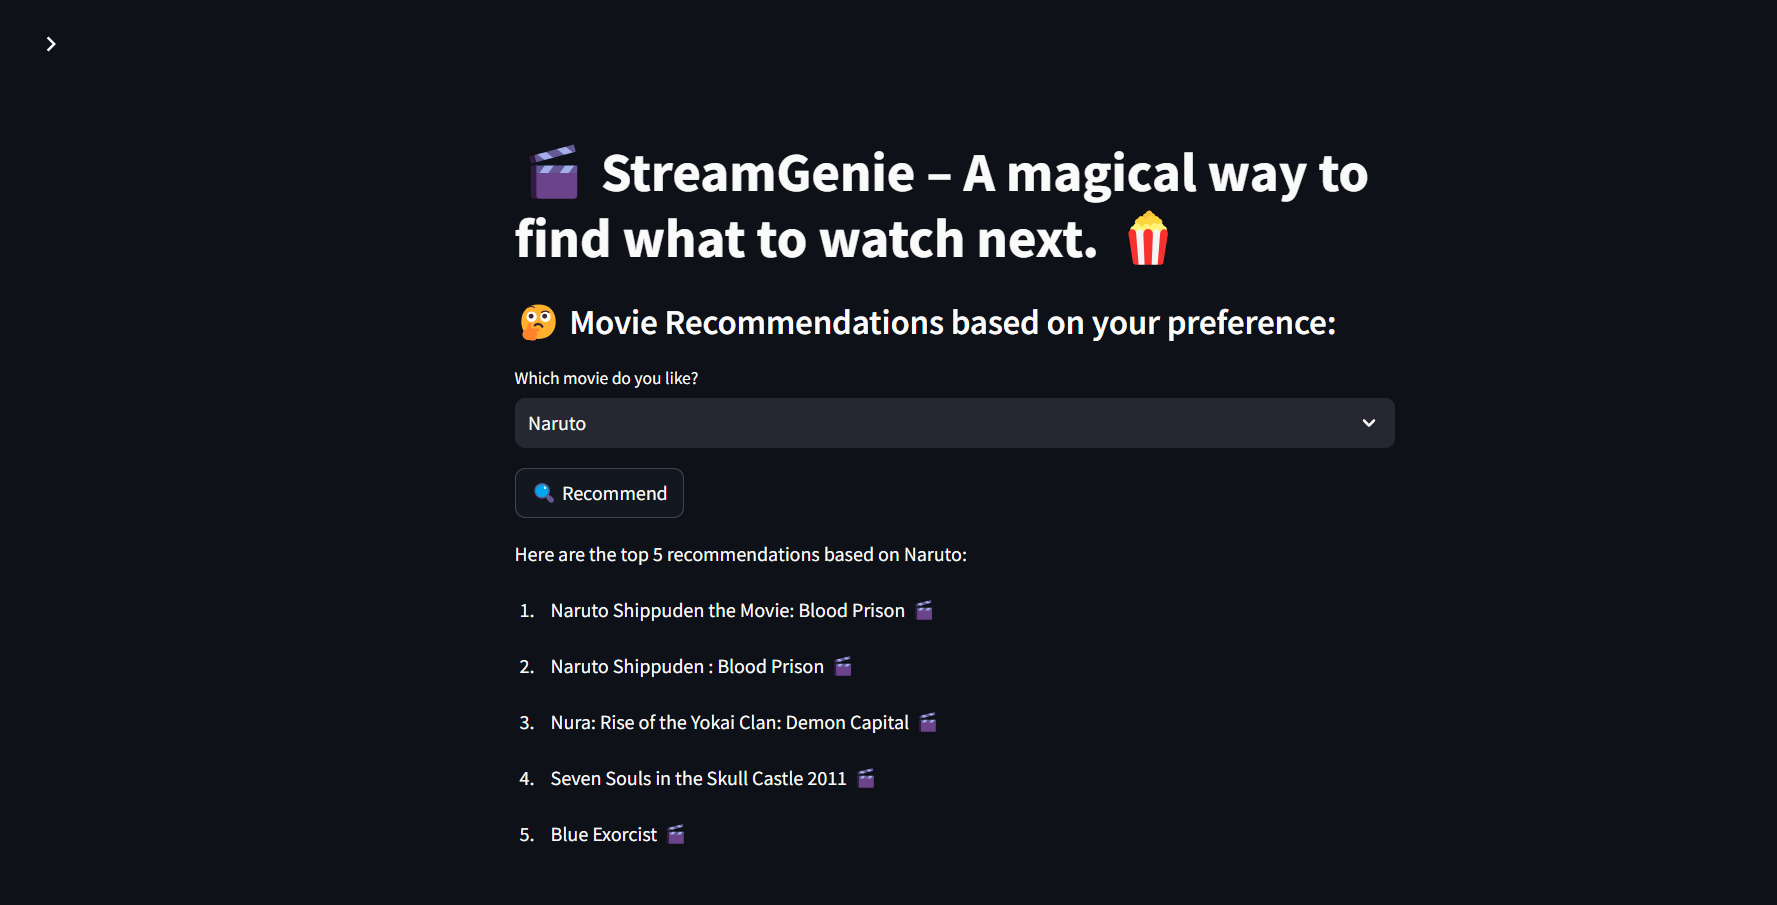 🎬 StreamGenie – A magical way to
find what to watch next. 🍿
🤔 Movie Recommendations based on your preference:
Which movie do you like?
Naruto
🔍 Recommend
Here are the top 5 recommendations based on Naruto:
1. Naruto Shippuden the Movie: Blood Prison 🎬
2. Naruto Shippuden : Blood Prison 🎬
3. Nura: Rise of the Yokai Clan: Demon Capital 🎬
4. Seven Souls in the Skull Castle 2011 🎬
5. Blue Exorcist 🎬